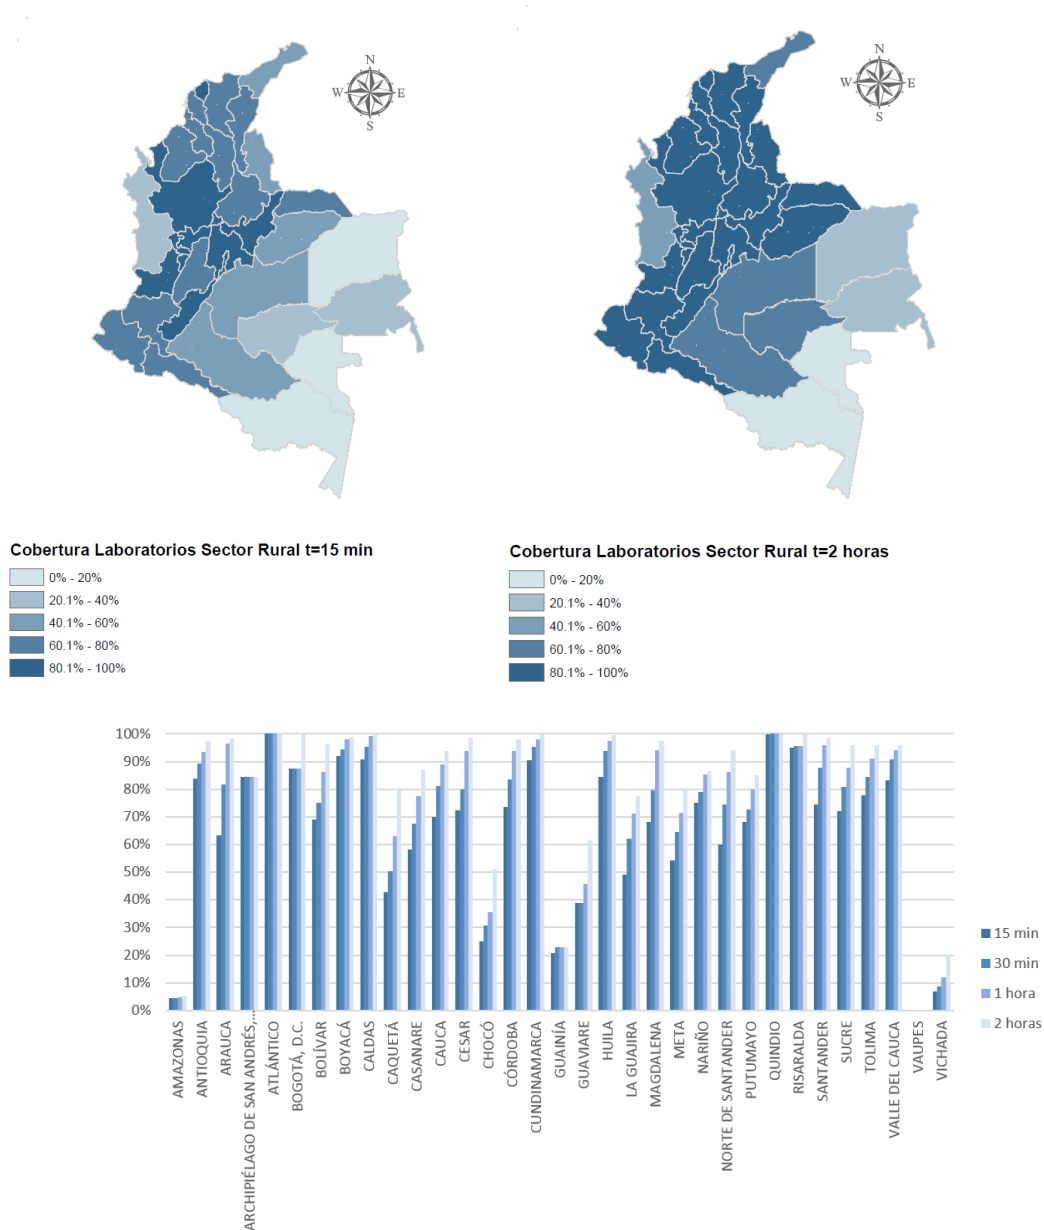 N
W E
S
N
W E
S
Cobertura Laboratorios Sector Rural t=15 min
0% - 20%
20.1% - 40%
40.1% - 60%
60.1% - 80%
80.1% - 100%
Cobertura Laboratorios Sector Rural t=2 horas
0% - 20%
20.1% - 40%
40.1% - 60%
60.1% - 80%
80.1% - 100%
100%
90%
80%
70%
60%
50%
40%
30%
20%
10%
0%
AMAZONAS
ANTIOQUIA
ARAUCA
ARCHIPIÉLAGO DE SAN ANDRÉS,...
ATLÁNTICO
BOGOTÁ, D.C.
BOLÍVAR
BOYACÁ
CALDAS
CAQUETÁ
CASANARE
CAUCA
CESAR
CHOCÓ
CÓRDOBA
CUNDINAMARCA
GUAINÍA
GUAVIARE
HUILA
LA GUAJIRA
MAGDALENA
META
NARIÑO
NORTE DE SANTANDER
PUTUMAYO
QUINDIO
RISARALDA
SANTANDER
SUCRE
TOLIMA
VALLE DEL CAUCA
VAUPES
VICHADA
15 min
30 min
1 hora
2 horas